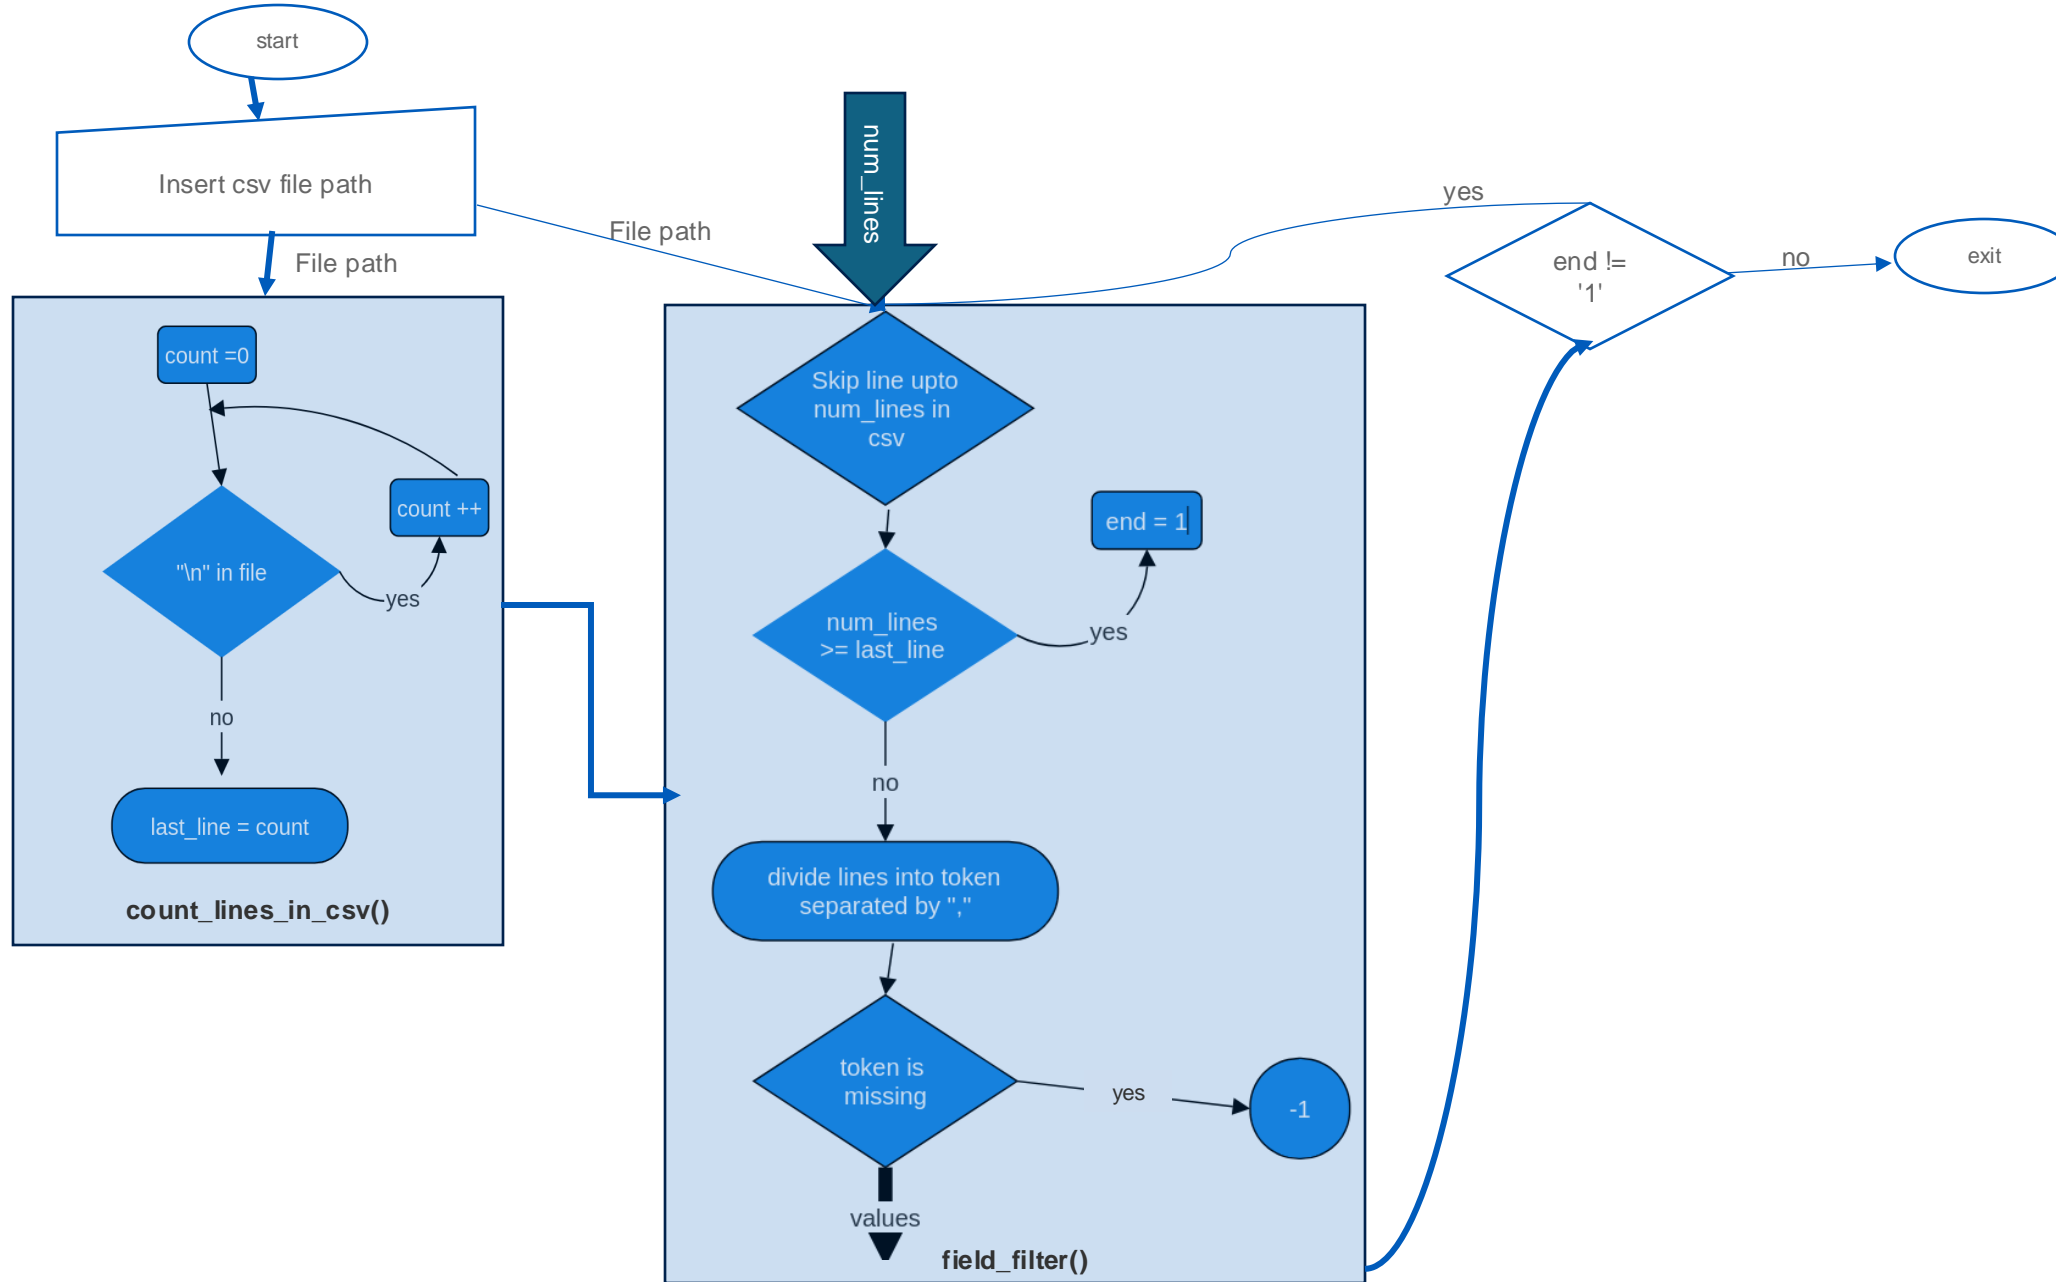 start
Insert csv file path
File path
File path
num_lines
yes
end !=
'1'
no
exit
count =0
count ++
"\n" in file
yes
no
last_line = count
count_lines_in_csv()
Skip line upto
num_lines in
csv
end = 1
num_lines
>= last_line
yes
no
divide lines into token
separated by ","
token is
missing
yes
-1
values
field_filter()